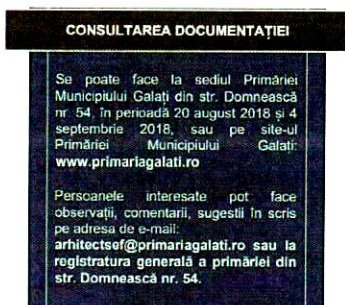 CONSULTAREA DOCUMENTAȚIEI
Se poate face la sediul Primăriei
Municipiului Galați din str. Domnească
nr. 54, în perioadă 20 august 2018 și 4
septembrie 2018, sau pe site-ul
Primăriei Municipiului Galați:
www.primariagalati.ro
Persoanele interesate pot face
observații, comentarii, sugestii în scris
pe adresa de e-mail:
arhitectsef@primariagalati.ro sau la
registratura generală a primăriei din
str. Domnească nr. 54.